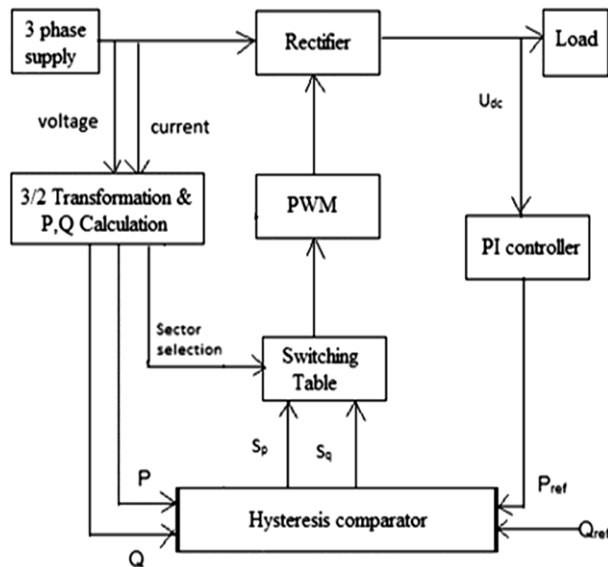 3 phase
supply
Rectifier
Load
voltage
current
Udc
3/2 Transformation &
P,Q Calculation
PWM
PI controller
Sector
selection
Switching
Table
Sp
Sq
P
Pref
Hysteresis comparator
Qref
Q